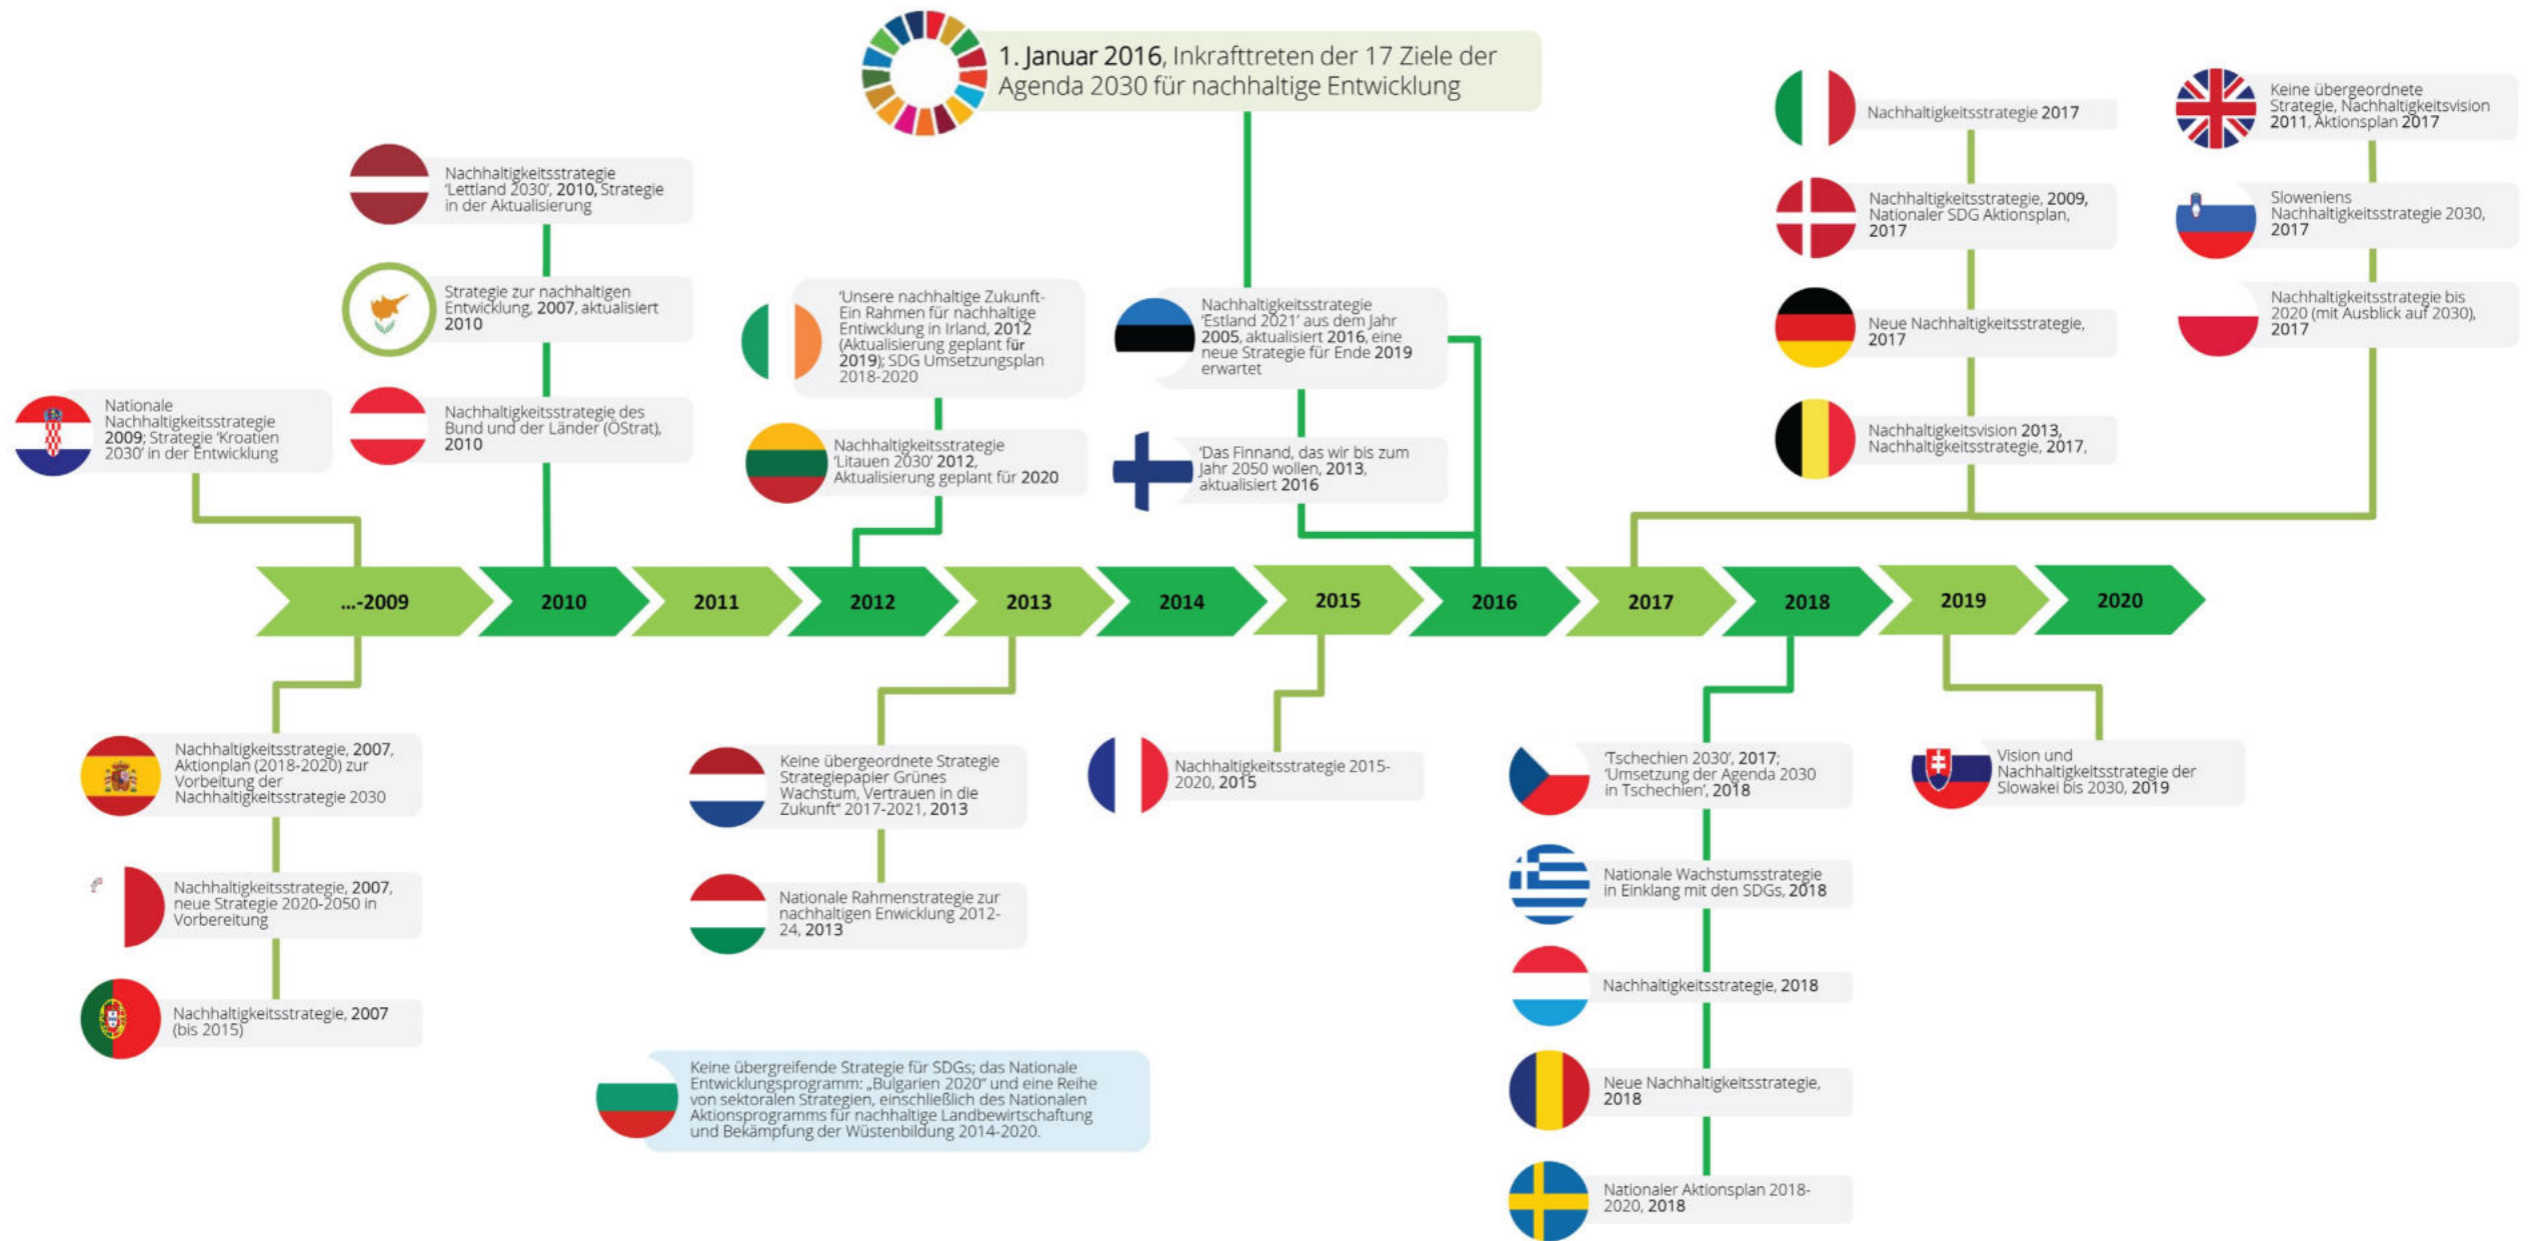 1. Januar 2016, Inkrafttreten der 17 Ziele der
Agenda 2030 für nachhaltige Entwicklung
Nachhaltigkeitsstrategie
'Lettland 2030', 2010, Strategie
in der Aktualisierung
Strategie zur nachhaltigen
Entwicklung, 2007, aktualisiert
2010
Nachhaltigkeitsstrategie des
Bund und der Länder (ÖStrat),
2010
Nationale
Nachhaltigkeitsstrategie
2009; Strategie 'Kroatien
2030' in der Entwicklung
'Unsere nachhaltige Zukunft-
Ein Rahmen für nachhaltige
Entiwcklung in Irland, 2012
(Aktualisierung geplant für
2019); SDG Umsetzungsplan
2018-2020
Nachhaltigkeitsstrategie
'Litauen 2030' 2012,
Aktualisierung geplant für 2020
Nachhaltigkeitsstrategie
'Estland 2021' aus dem Jahr
2005, aktualisiert 2016, eine
neue Strategie für Ende 2019
erwartet
'Das Finnand, das wir bis zum
Jahr 2050 wollen, 2013,
aktualisiert 2016
Nachhaltigkeitsstrategie 2017
Nachhaltigkeitsstrategie, 2009,
Nationaler SDG Aktionsplan,
2017
Neue Nachhaltigkeitsstrategie,
2017
Nachhaltigkeitsvision 2013,
Nachhaltigkeitsstrategie, 2017,
Keine übergeordnete
Strategie, Nachhaltigkeitsvision
2011, Aktionsplan 2017
Sloweniens
Nachhaltigkeitsstrategie 2030,
2017
Nachhaltigkeitsstrategie bis
2020 (mit Ausblick auf 2030),
2017
...-2009
2010
2011
2012
2013
2014
2015
2016
2017
2018
2019
2020
Nachhaltigkeitsstrategie, 2007,
Aktionplan (2018-2020) zur
Vorbeitung der
Nachhaltigkeitsstrategie 2030
Nachhaltigkeitsstrategie, 2007,
neue Strategie 2020-2050 in
Vorbereitung
Nachhaltigkeitsstrategie, 2007
(bis 2015)
Keine übergeordnete Strategie
Strategiepapier Grünes
Wachstum, Vertrauen in die
Zukunft" 2017-2021, 2013
Nationale Rahmenstrategie zur
nachhaltigen Enwicklung 2012-
24, 2013
Nachhaltigkeitsstrategie 2015-
2020, 2015
'Tschechien 2030', 2017;
'Umsetzung der Agenda 2030
in Tschechien', 2018
Nationale Wachstumsstrategie
in Einklang mit den SDGs, 2018
Nachhaltigkeitsstrategie, 2018
Neue Nachhaltigkeitsstrategie,
2018
Nationaler Aktionsplan 2018-
2020, 2018
Vision und
Nachhaltigkeitsstrategie der
Slowakei bis 2030, 2019
Keine übergreifende Strategie für SDGs; das Nationale
Entwicklungsprogramm: „Bulgarien 2020" und eine Reihe
von sektoralen Strategien, einschließlich des Nationalen
Aktionsprogramms für nachhaltige Landbewirtschaftung
und Bekämpfung der Wüstenbildung 2014-2020.